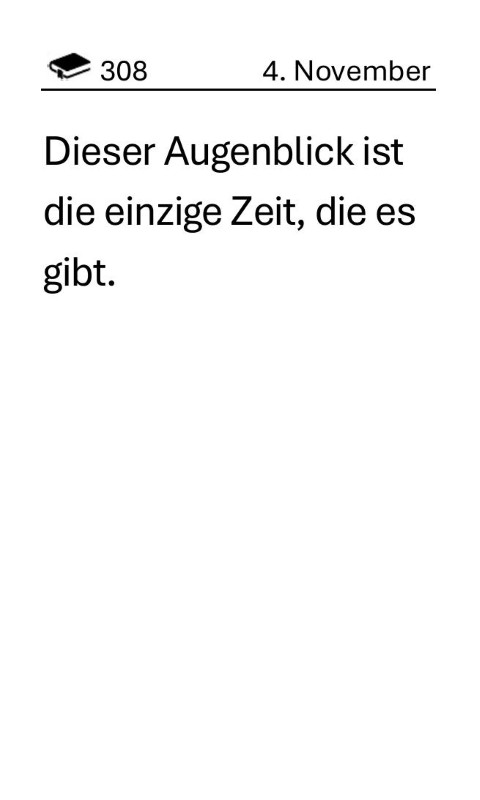 308 4. November
Dieser Augenblick ist
die einzige Zeit, die es
gibt.